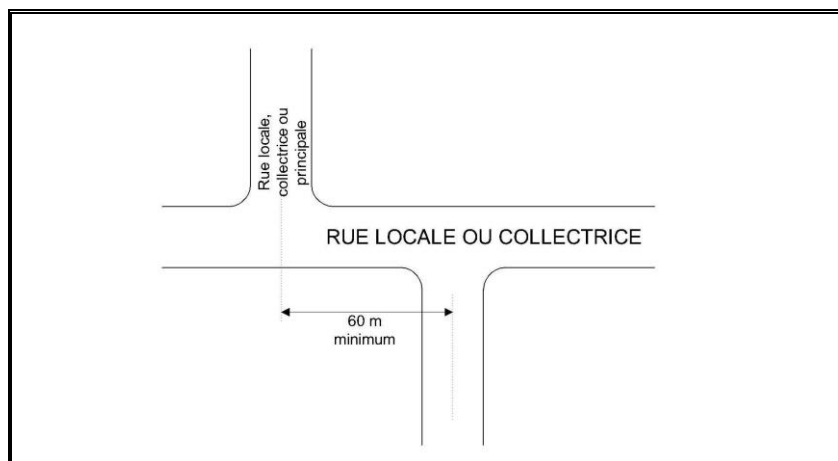 Rue locale,
collectrice ou
principale
RUE LOCALE OU COLLECTRICE
60 m
minimum